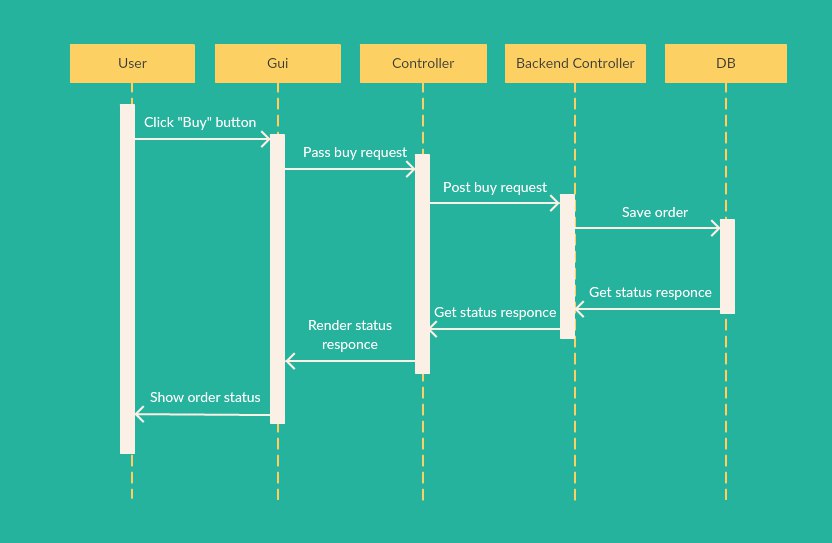 User
Gui
Controller
Backend Controller
DB
Click "Buy" button
Pass buy request
Post buy request
Save order
Get status responce
Get status responce
Render status
responce
Show order status